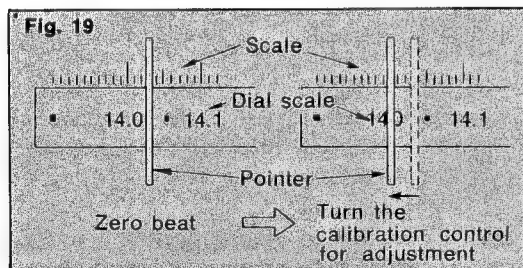 Fig. 19
Scale
14.0 14.1
Dial scale
14.0 14.1
Pointer
Zero beat
Turn the
calibration control
for adjustment